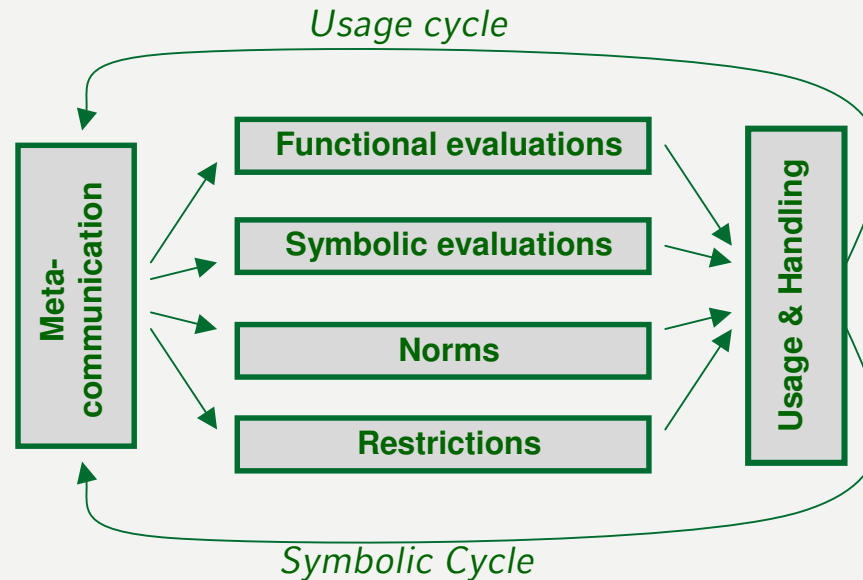 Usage cycle
Meta-
communication
Functional evaluations
Symbolic evaluations
Norms
Restrictions
Usage & Handling
Symbolic Cycle